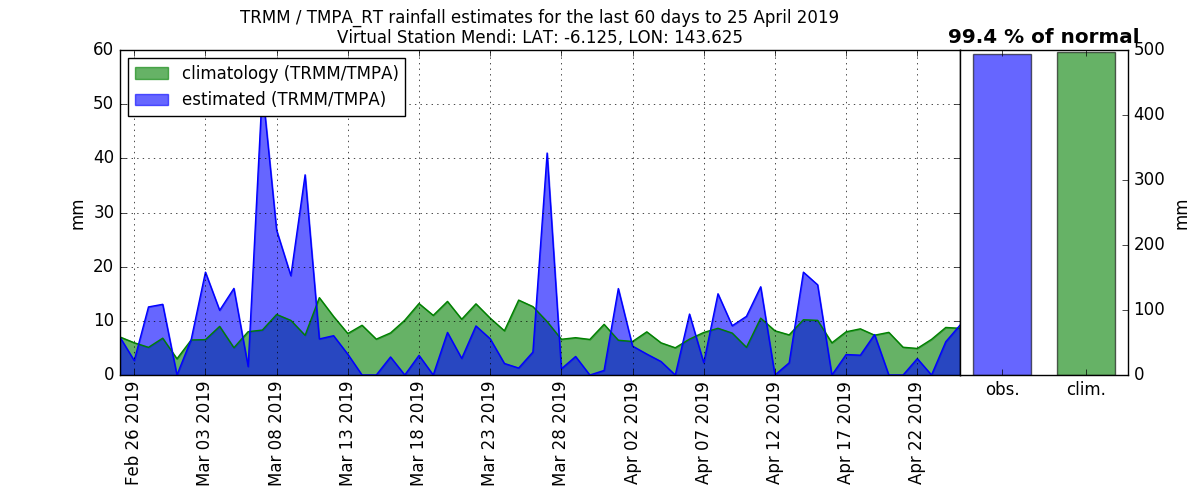 TRMM / TMPA_RT rainfall estimates for the last 60 days to 25 April 2019
Virtual Station Mendi: LAT: -6.125, LON: 143.625
99.4 % of normal
climatology (TRMM/TMPA)
estimated (TRMM/TMPA)
60
50
40
30
20
10
0
mm
Feb 26 2019
Mar 03 2019
Mar 08 2019
Mar 13 2019
Mar 18 2019
Mar 23 2019
Mar 28 2019
Apr 02 2019
Apr 07 2019
Apr 12 2019
Apr 17 2019
Apr 22 2019
500
400
300
200
100
0
mm
obs.
clim.